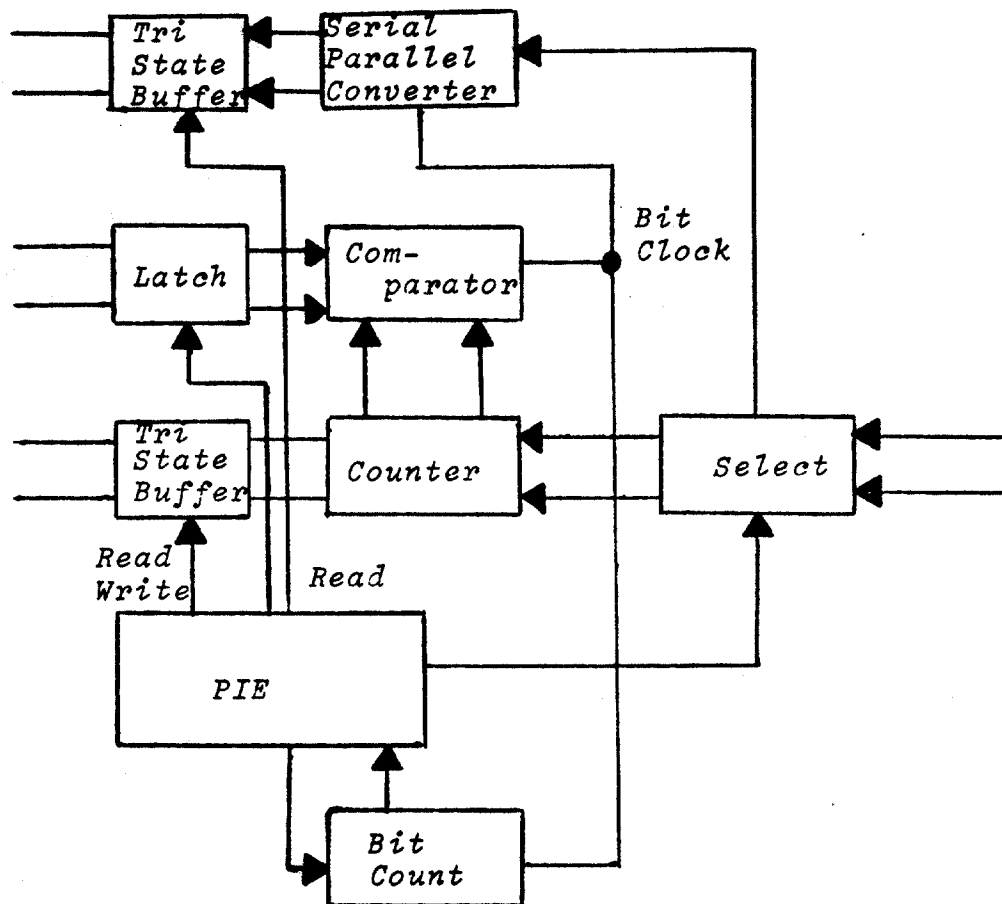 Tri
State
Buffer
Serial
Parallel
Converter
Bit
Clock
Latch
Com-
parator
Tri
State
Buffer
Counter
Select
Read
Write
Read
PIE
Bit
Count